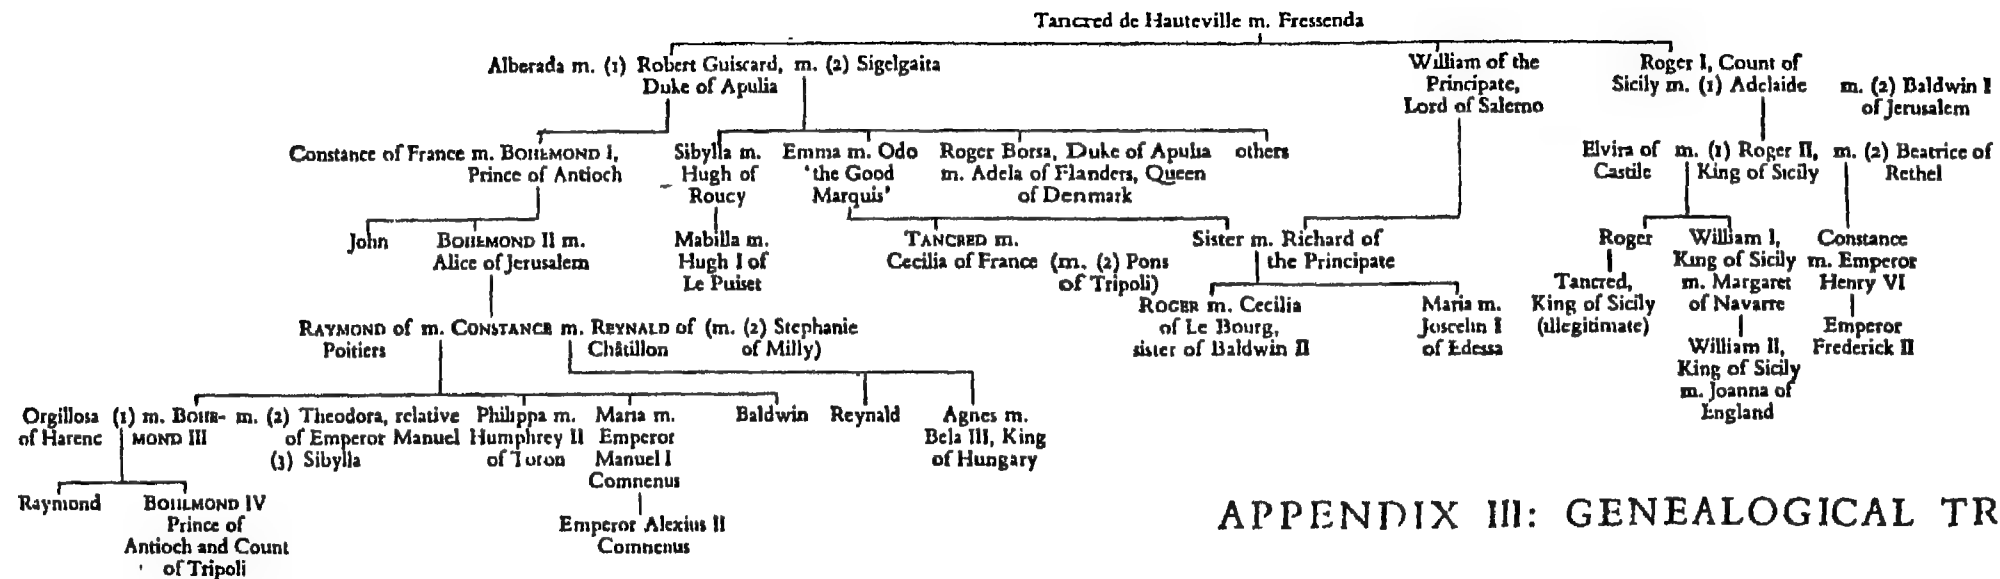 Tancred de Hauteville m. Fressenda
Alberada m. (1) Robert Guiscard, m. (2) Sigelgaita
Duke of Apulia
William of the
Principate,
Lord of Salerno
Roger I, Count of
Sicily m. (1) Adelaide
m. (2) Baldwin I
of Jerusalem
Constance of France m. BOHEMOND I,
Prince of Antioch
Sibylla m.
Hugh of
Roucy
Emma m. Odo
'the Good
Marquis'
Roger Borsa, Duke of Apulia
m. Adela of Flanders, Queen
of Denmark
others
Elvira of
Castile
m. (1) Roger II,
King of Sicily
m. (2) Beatrice of
Rethel
John
BOHEMOND II m.
Alice of Jerusalem
Mabilla m.
Hugh I of
Le Puiset
TANCRED m.
Cecilia of France
(m. (2) Pons
of Tripoli)
Sister m. Richard of
the Principate
Roger
William I,
King of Sicily
m. Margaret
of Navarre
Constance
m. Emperor
Henry VI
Tancred,
King of Sicily
(illegitimate)
ROGER m. Cecilia
of Le Bourg,
sister of Baldwin II
Maria m.
Joscelin I
of Edessa
Emperor
Frederick II
William II,
King of Sicily
m. Joanna of
England
RAYMOND of m. CONSTANCE m. REYNALD of (m. (2) Stephanie
Poitiers
Châtillon
of Milly)
Orgillosa (1) m. BOHE- m. (2) Theodora, relative
of Harenc
MOND III
of Emperor Manuel
(3) Sibylla
Philippa m.
Humphrey II
of Toron
Maria m.
Emperor
Manuel I
Comnenus
Baldwin
Reynald
Agnes m.
Bela III, King
of Hungary
Raymond
BOHEMOND IV
Prince of
Antioch and Count
of Tripoli
Emperor Alexius II
Comnenus
APPENDIX III: GENEALOGICAL TR